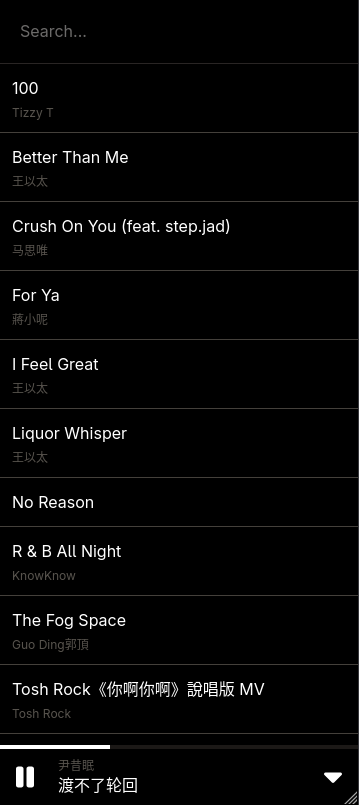 Search...
100
Tizzy T
Better Than Me
王以太
Crush On You (feat. step.jad)
马思唯
For Ya
蔣小呢
I Feel Great
王以太
Liquor Whisper
王以太
No Reason
R & B All Night
KnowKnow
The Fog Space
Guo Ding郭頂
Tosh Rock《你啊你啊》說唱版 MV
Tosh Rock
尹昔眠
渡不了轮回